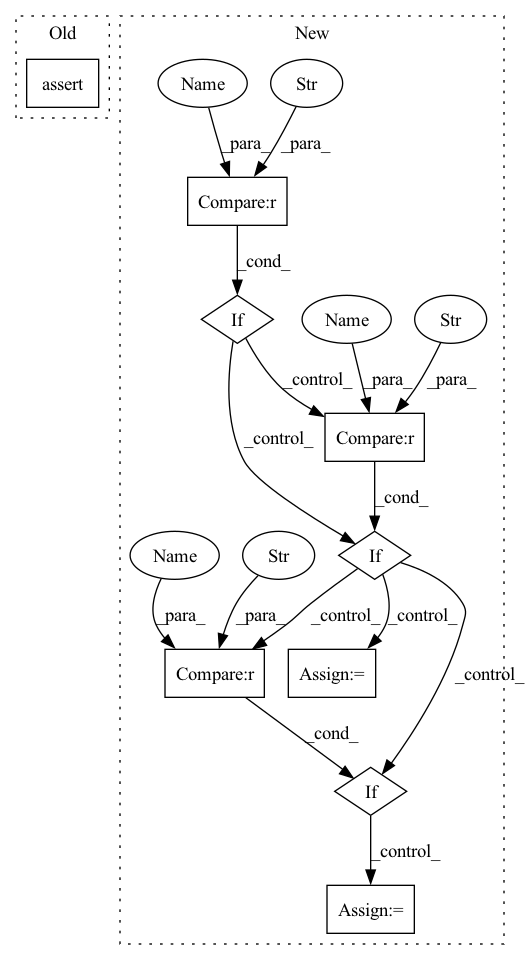 Old
New
assert
Name
Str
_para_
_para_
Compare:r
_cond_
If
Name
Str
_control_
_para_
_para_
_control_
Compare:r
_cond_
Name
Str
If
_para_
_para_
_control_
_control_
Compare:r
Assign:=
_control_
_cond_
If
_control_
Assign:=